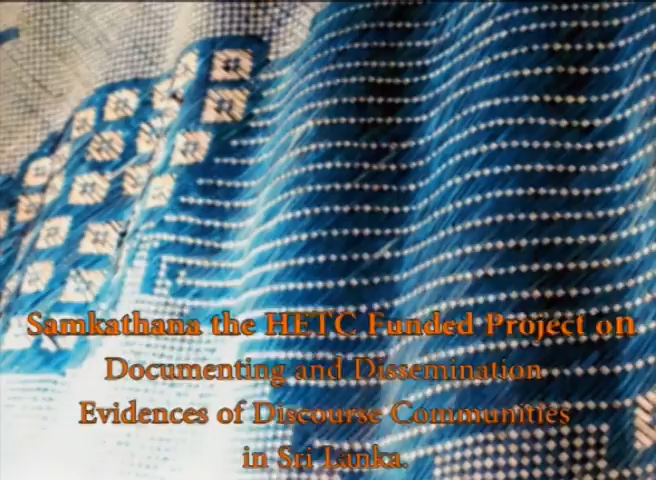 Samkathana the HETC Funded Project on
Documenting and Dissemination
Evidences of Discourse Communities
in Sri Lanka.